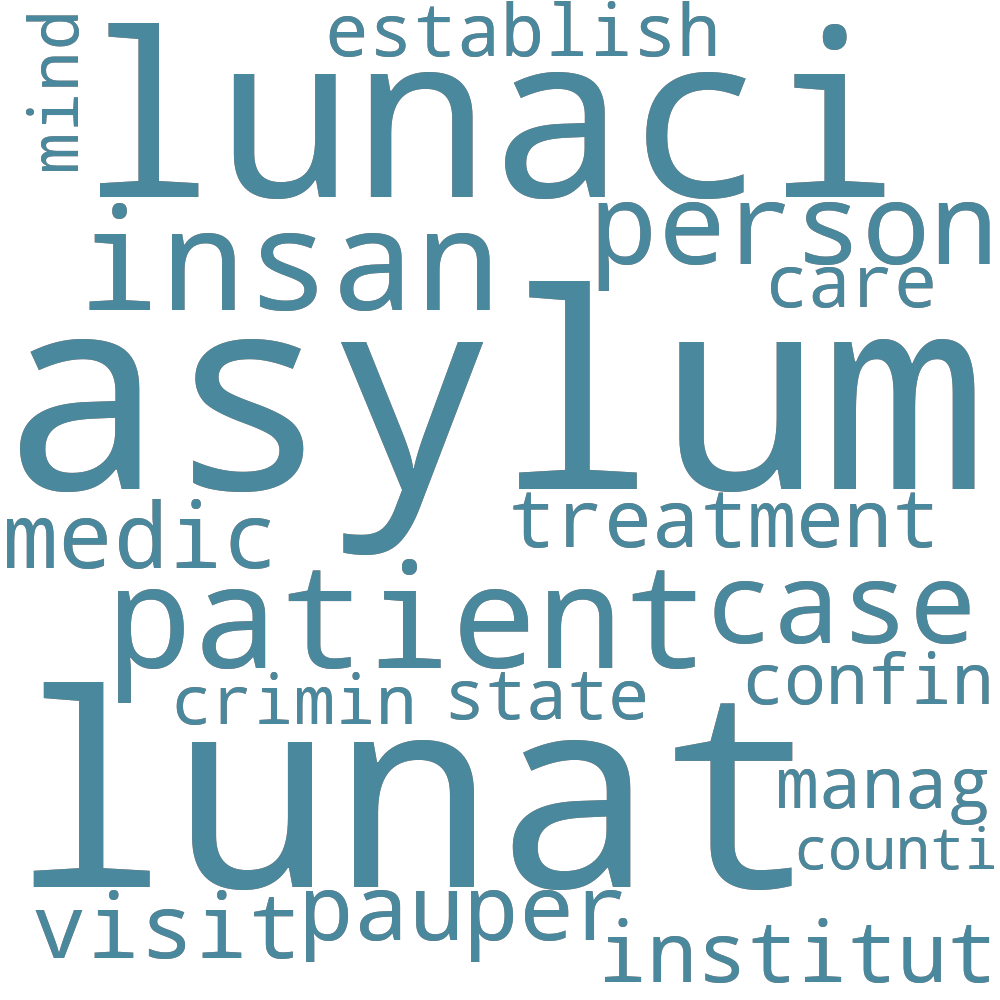 establish
mind
lunaci
person
insan
care
asylum
medic
treatment
patient
case
confin
crimin
state
lunat
manag
counti
visit
pauper
institut